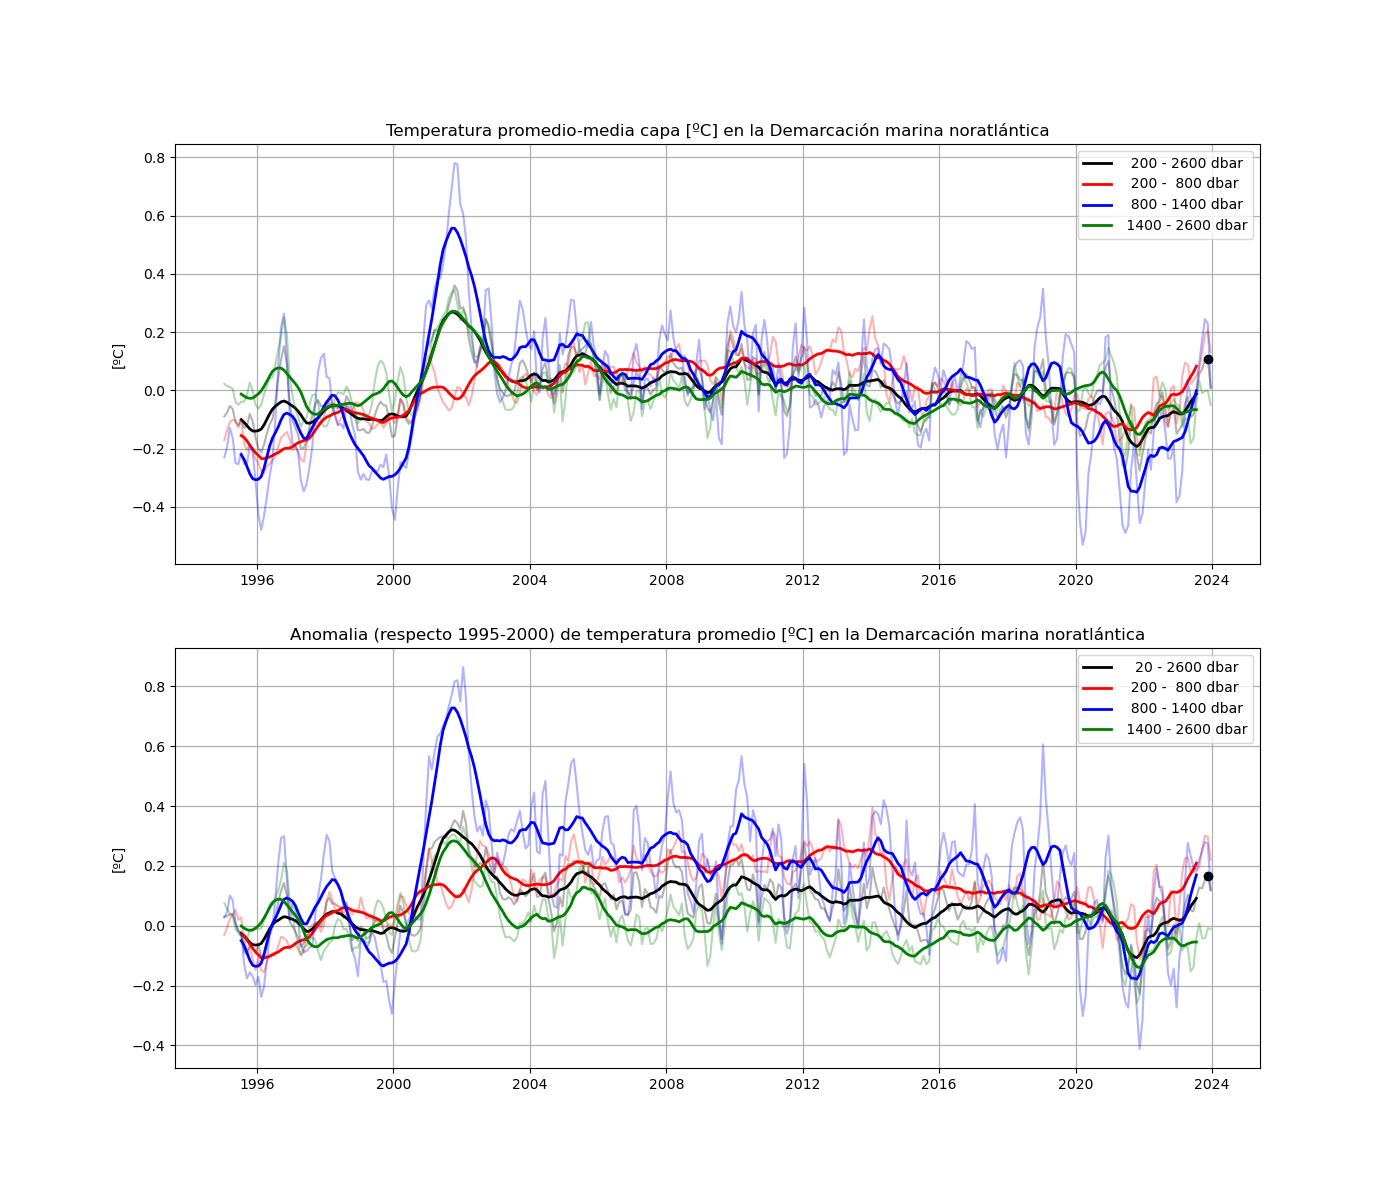 Temperatura promedio-media capa [ºC] en la Demarcación marina noratlántica
[ºC]
0.8
0.6
0.4
0.2
0.0
−0.2
−0.4
200 - 2600 dbar
200 -  800 dbar
800 - 1400 dbar
1400 - 2600 dbar
1996 2000 2004 2008 2012 2016 2020 2024
Anomalia (respecto 1995-2000) de temperatura promedio [ºC] en la Demarcación marina noratlántica
[ºC]
0.8
0.6
0.4
0.2
0.0
−0.2
−0.4
20 - 2600 dbar
200 -  800 dbar
800 - 1400 dbar
1400 - 2600 dbar
1996 2000 2004 2008 2012 2016 2020 2024